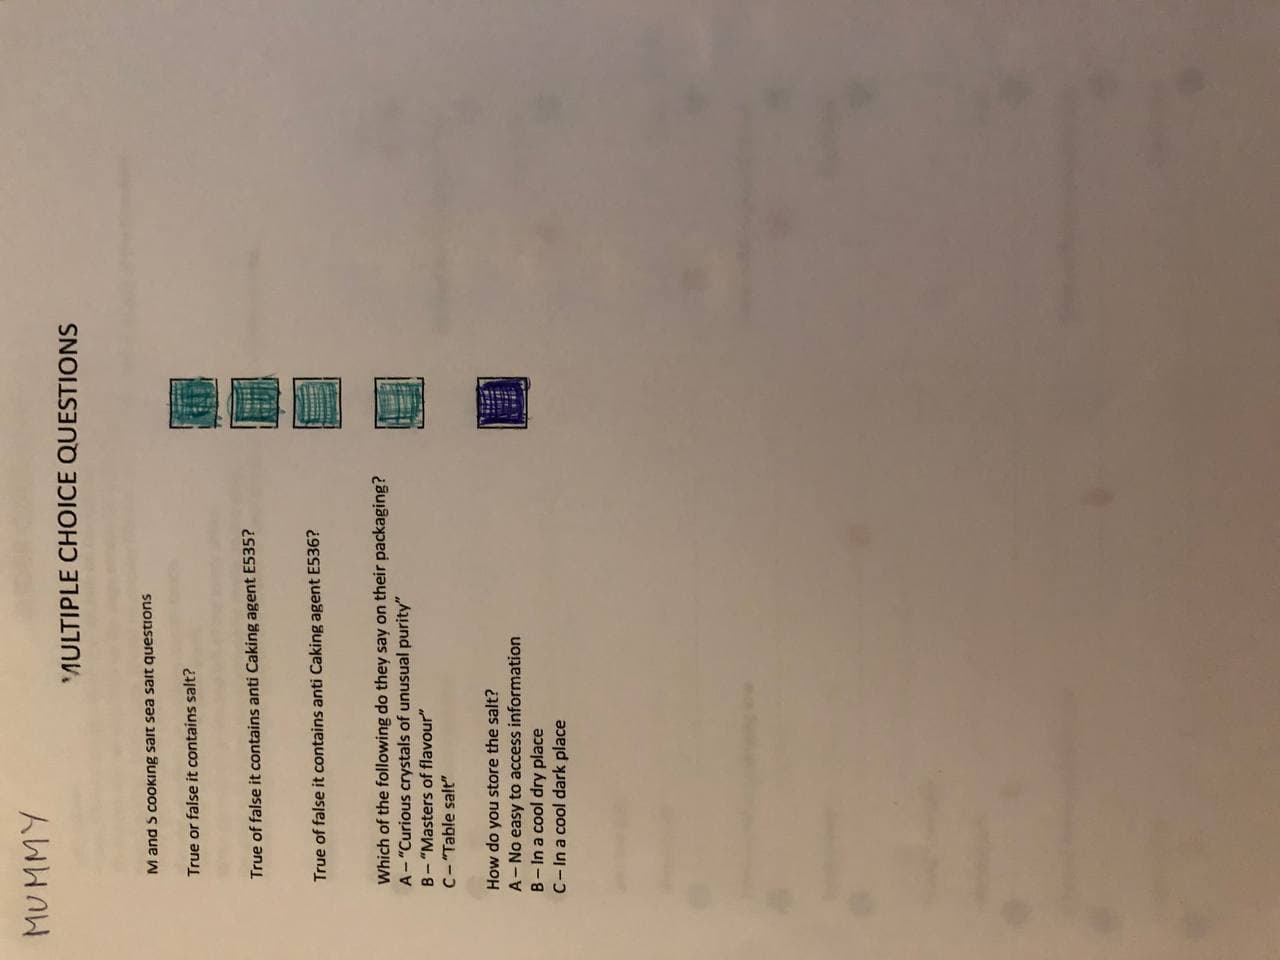 MUMMY
MULTIPLE CHOICE QUESTIONS
M and S cooking salt sea salt questions
True or false it contains salt?
True of false it contains anti Caking agent E535?
True of false it contains anti Caking agent E536?
Which of the following do they say on their packaging?
A – “Curious crystals of unusual purity”
B – “Masters of flavour”
C – “Table salt”
How do you store the salt?
A – No easy to access information
B – In a cool dry place
C – In a cool dark place